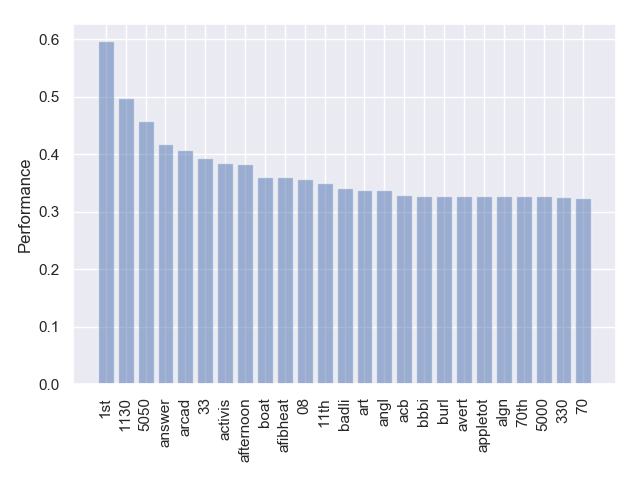 0.6
0.5
0.4
0.3
0.2
0.1
0.0
Performance
1st
1130
5050
answer
arcad
33
activis
afternoon
boat
afibheat
08
11th
badli
art
angl
acb
bbbi
burl
avert
appletot
algn
70th
5000
330
70